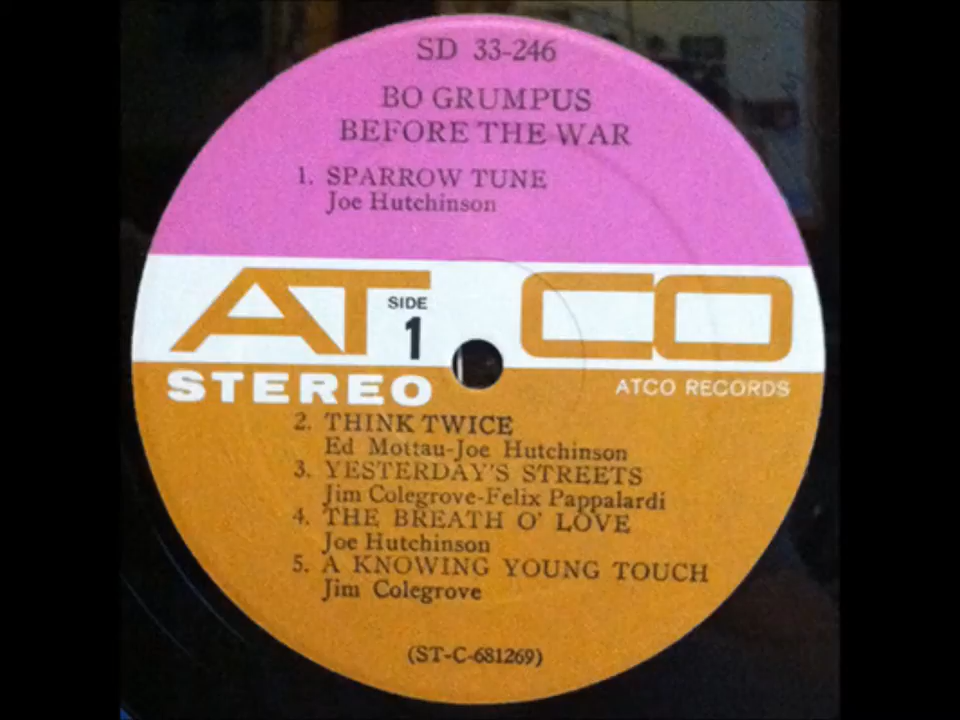 SD 33-246
BO GRUMPUS
BEFORE THE WAR
1. SPARROW TUNE
Joe Hutchinson
ATCO
SIDE
1
STEREO
ATCO RECORDS
2. THINK TWICE
Ed Mottau-Joe Hutchinson
3. YESTERDAY'S STREETS
Jim Colegrove-Felix Pappalardi
4. THE BREATH O' LOVE
Joe Hutchinson
5. A KNOWING YOUNG TOUCH
Jim Colegrove
(ST-C-681269)